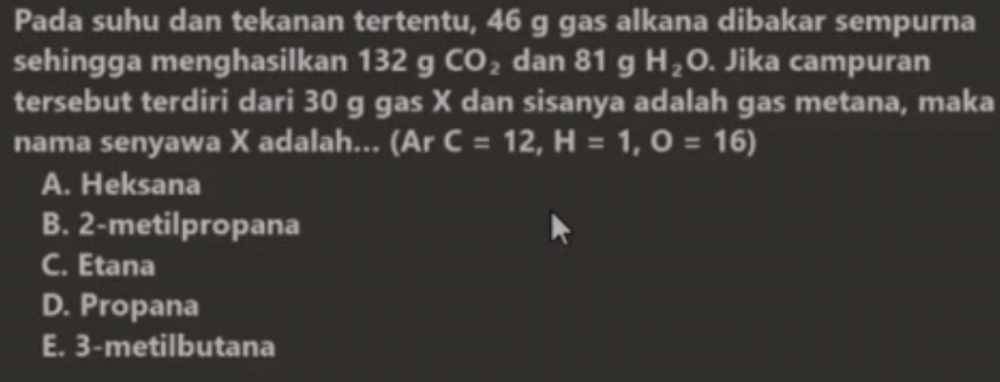 Pada suhu dan tekanan tertentu, 46 g gas alkana dibakar sempurna
sehingga menghasilkan 132 g CO₂ dan 81 g H₂O. Jika campuran
tersebut terdiri dari 30 g gas X dan sisanya adalah gas metana, maka
nama senyawa X adalah... (Ar C = 12, H = 1, O = 16)
A. Heksana
B. 2-metilpropana
C. Etana
D. Propana
E. 3-metilbutana